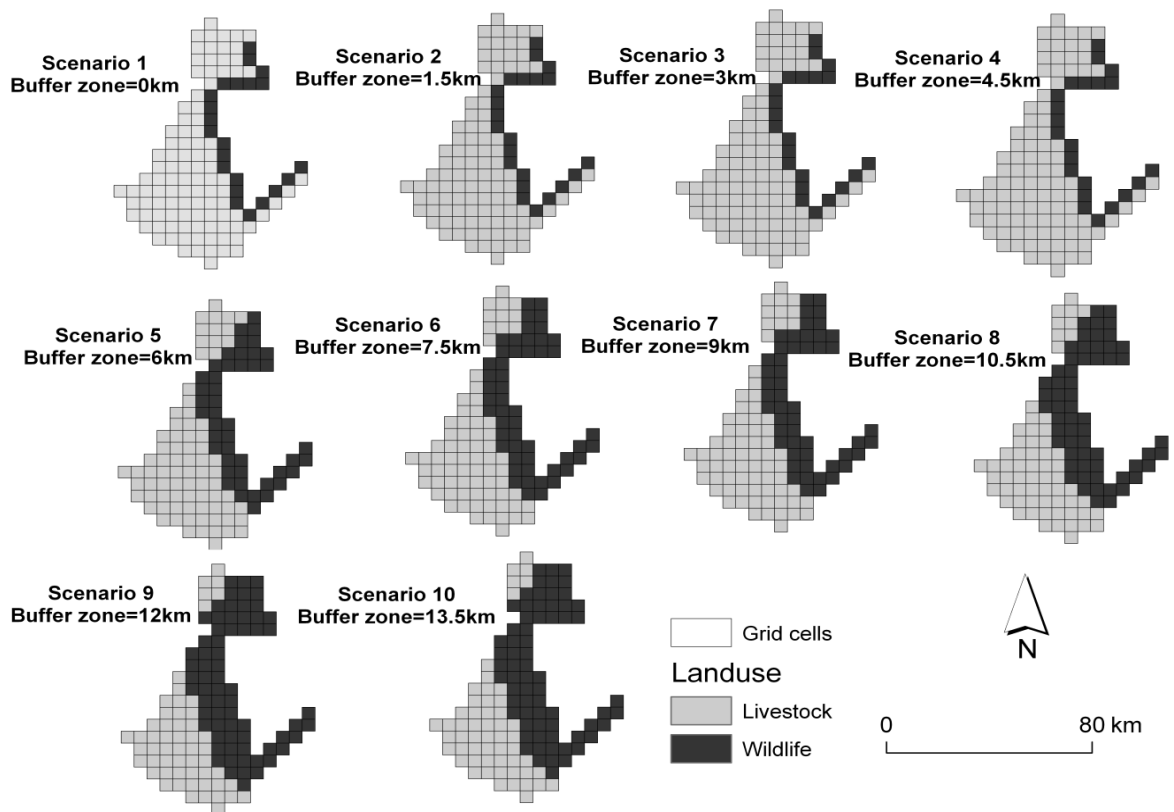 Scenario 1
Buffer zone=0km
Scenario 2
Buffer zone=1.5km
Scenario 3
Buffer zone=3km
Scenario 4
Buffer zone=4.5km
Scenario 5
Buffer zone=6km
Scenario 6
Buffer zone=7.5km
Scenario 7
Buffer zone=9km
Scenario 8
Buffer zone=10.5km
Scenario 9
Buffer zone=12km
Scenario 10
Buffer zone=13.5km
Grid cells
Landuse
Livestock
Wildlife
N
0 80 km